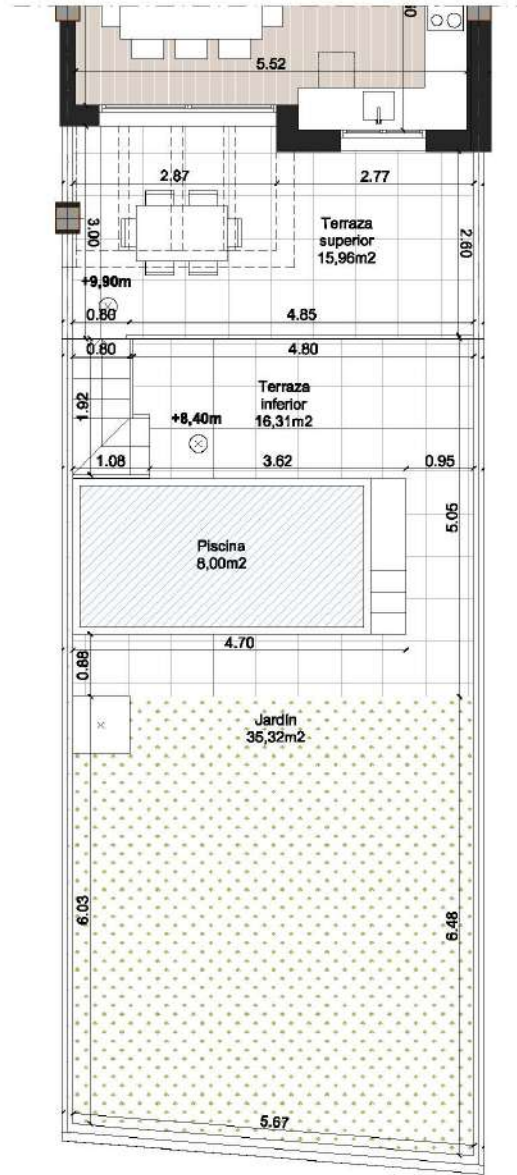 5.52
2.87
2.77
3.00
Terraza
superior
15,96m2
2.60
+9,90m
0.80
4.85
0.80
4.80
1.92
Terraza
inferior
16,31m2
+8,40m
1.08
3.62
0.95
5.05
Piscina
8,00m2
4.70
0.88
Jardín
35,32m2
6.03
6.48
5.67